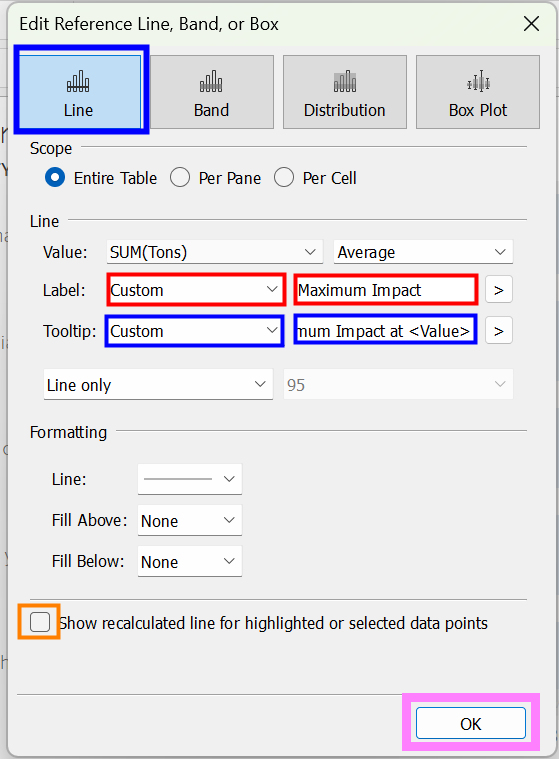 Edit Reference Line, Band, or Box
Line Band Distribution Box Plot
Scope
Entire Table Per Pane Per Cell
Line
Value: SUM(Tons) Average
Label: Custom Maximum Impact >
Tooltip: Custom num Impact at <Value> >
Line only 95
Formatting
Line:
Fill Above: None
Fill Below: None
Show recalculated line for highlighted or selected data points
OK